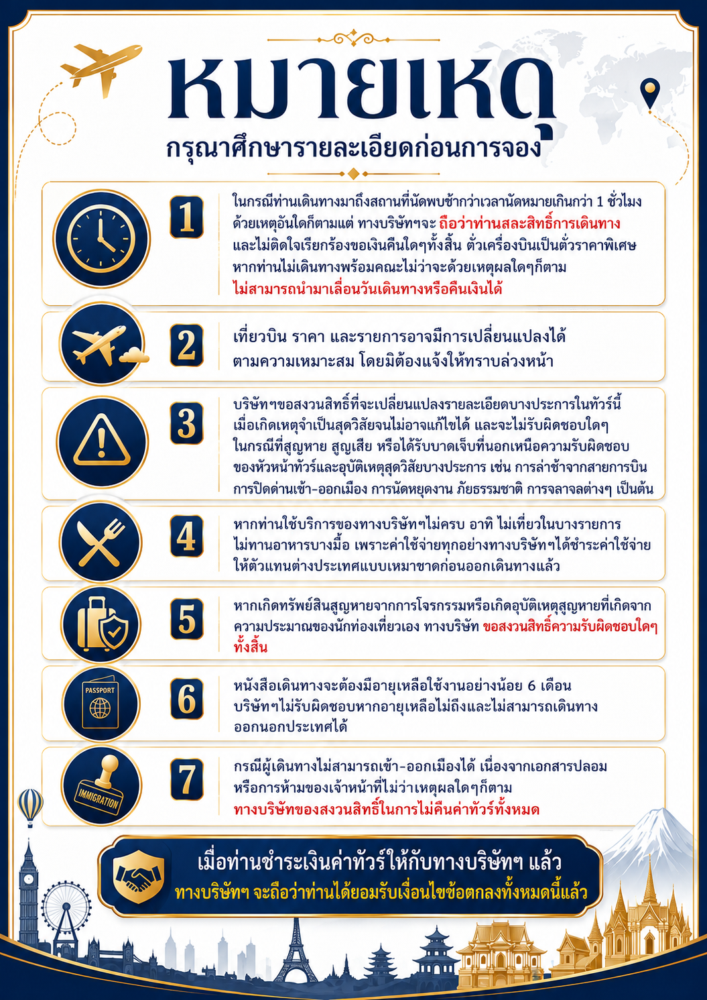 หมายเหตุ
กรุณาศึกษารายละเอียดก่อนการจอง
1
ในกรณีท่านเดินทางมาถึงสถานที่นัดพบช้ากว่าเวลานัดหมายเกินกว่า 1 ชั่วโมง
ด้วยเหตุอันใดก็ตามแต่ ทางบริษัทฯจะ ถือว่าท่านสละสิทธิ์การเดินทาง
และไม่ติดใจเรียกร้องขอเงินคืนใดๆทั้งสิ้น ตั่วเครื่องบินเป็นตั่วราคาพิเศษ
หากท่านไม่เดินทางพร้อมคณะไม่ว่าจะด้วยเหตุผลใดๆก็ตาม
ไม่สามารถนำมาเลื่อนวันเดินทางหรือคืนเงินได้
2
เที่ยวบิน ราคา และรายการอาจมีการเปลี่ยนแปลงได้
ตามความเหมาะสม โดยมิต้องแจ้งให้ทราบล่วงหน้า
3
บริษัทฯขอสงวนสิทธิ์ที่จะเปลี่ยนแปลงรายละเอียดบางประการในทัวร์นี้
เมื่อเกิดเหตุจำเป็นสุดวิสัยจนไม่อาจแก้ไขได้ และจะไม่รับผิดชอบใดๆ
ในกรณีที่สูญหาย สูญเสีย หรือได้รับบาดเจ็บที่นอกเหนือความรับผิดชอบ
ของหัวหน้าทัวร์และอุบัติเหตุสุดวิสัยบางประการ เช่น การล่าช้าจากสายการบิน
การปิดด่านเข้า-ออกเมือง การนัดหยุดงาน ภัยธรรมชาติ การจลาจลต่างๆ เป็นต้น
4
หากท่านใช้บริการของทางบริษัทฯไม่ครบ อาทิ ไม่เที่ยวในบางรายการ
ไม่ทานอาหารบางมื้อ เพราะค่าใช้จ่ายทุกอย่างทางบริษัทฯได้ชำระค่าใช้จ่าย
ให้ตัวแทนต่างประเทศแบบเหมาขาดก่อนออกเดินทางแล้ว
5
หากเกิดทรัพย์สินสูญหายจากการโจรกรรมหรือเกิดอุบัติเหตุสูญหายที่เกิดจาก
ความประมาณของนักท่องเที่ยวเอง ทางบริษัท ขอสงวนสิทธิ์ความรับผิดชอบใดๆ
ทั้งสิ้น
PASSPORT
6
หนังสือเดินทางจะต้องมีอายุเหลือใช้งานอย่างน้อย 6 เดือน
บริษัทฯไม่รับผิดชอบหากอายุเหลือไม่ถึงและไม่สามารถเดินทาง
ออกนอกประเทศได้
IMMIGRATION
7
กรณีผู้เดินทางไม่สามารถเข้า-ออกเมืองได้ เนื่องจากเอกสารปลอม
หรือการห้ามของเจ้าหน้าที่ไม่ว่าเหตุผลใดๆก็ตาม
ทางบริษัทของสงวนสิทธิ์ในการไม่คืนค่าทัวร์ทั้งหมด
เมื่อท่านชำระเงินค่าทัวร์ให้กับทางบริษัทฯ แล้ว
ทางบริษัทฯ จะถือว่าท่านได้ยอมรับเงื่อนไขข้อตกลงทั้งหมดนี้แล้ว